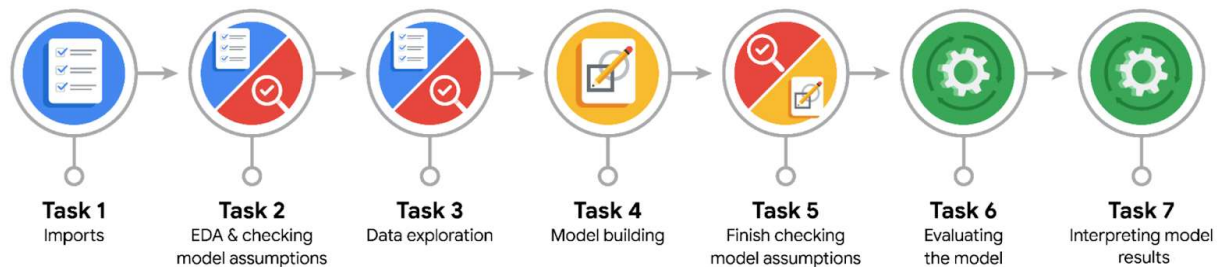 Task 1
Imports
Task 2
EDA & checking
model assumptions
Task 3
Data exploration
Task 4
Model building
Task 5
Finish checking
model assumptions
Task 6
Evaluating
the model
Task 7
Interpreting model
results